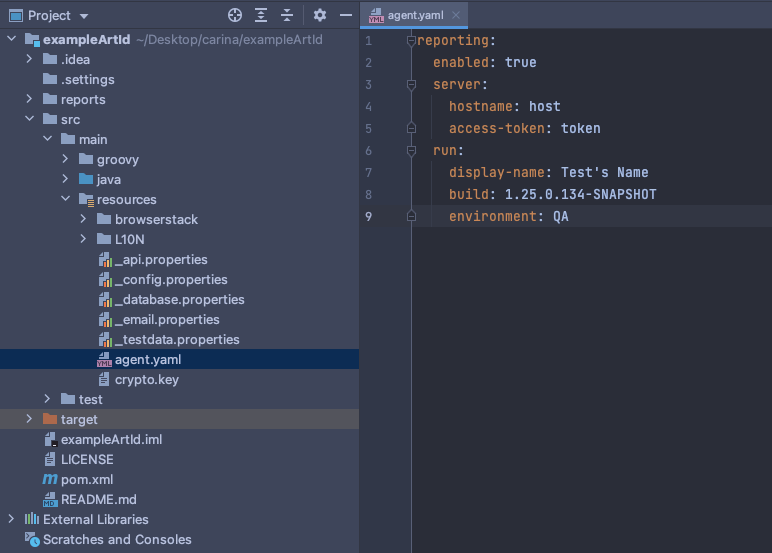 Project
exampleArtId ~/Desktop/carina/exampleArtId
.idea
.settings
reports
src
main
groovy
java
resources
browserstack
L10N
_api.properties
_config.properties
_database.properties
_email.properties
_testdata.properties
YML agent.yaml
crypto.key
test
target
exampleArtId.iml
LICENSE
m pom.xml
MD README.md
External Libraries
Scratches and Consoles
YML agent.yaml
1 reporting:
2 enabled: true
3 server:
4 hostname: host
5 access-token: token
6 run:
7 display-name: Test's Name
8 build: 1.25.0.134-SNAPSHOT
9 environment: QA